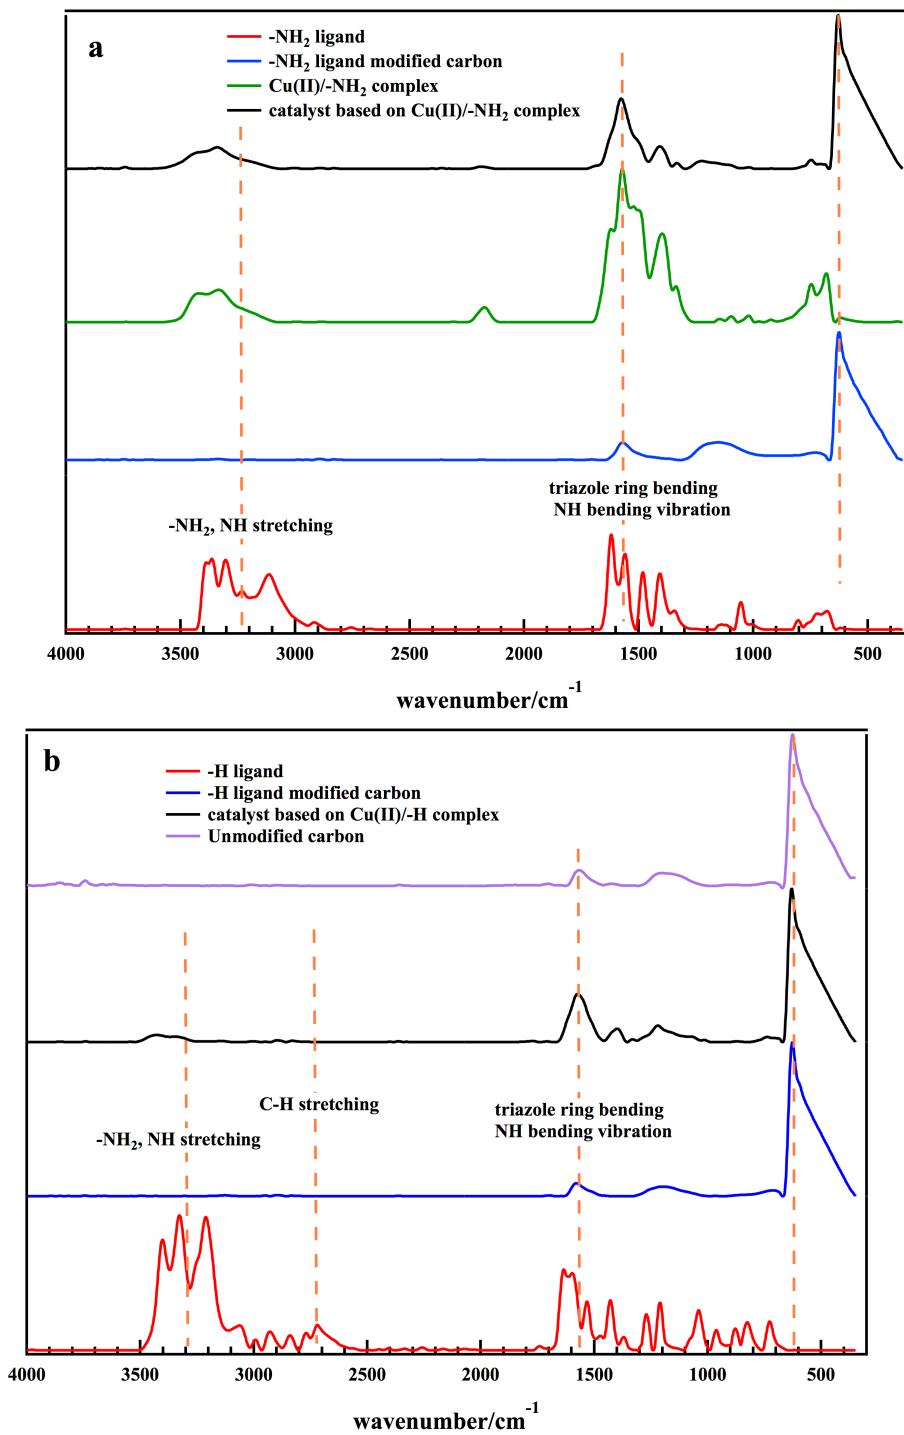 a
-NH2 ligand
-NH2 ligand modified carbon
Cu(II)/-NH2 complex
catalyst based on Cu(II)/-NH2 complex
triazole ring bending
NH bending vibration
-NH2, NH stretching
4000 3500 3000 2500 2000 1500 1000 500
wavenumber/cm-1
b
-H ligand
-H ligand modified carbon
catalyst based on Cu(II)/-H complex
Unmodified carbon
C-H stretching
triazole ring bending
NH bending vibration
-NH2, NH stretching
4000 3500 3000 2500 2000 1500 1000 500
wavenumber/cm-1